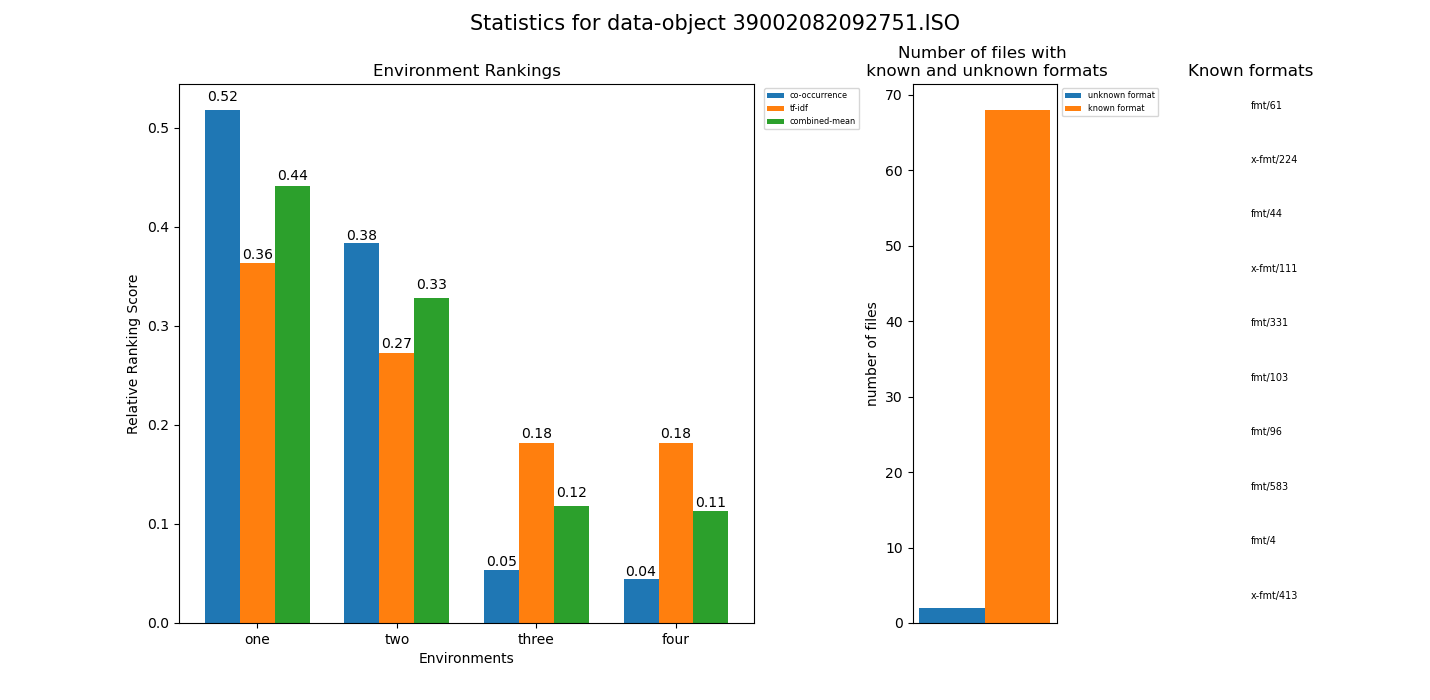 Statistics for data-object 39002082092751.ISO
Environment Rankings
0.52
0.36
0.44
0.38
0.27
0.33
0.05
0.18
0.12
0.04
0.18
0.11
0.5
0.4
0.3
0.2
0.1
0.0
Relative Ranking Score
one
two
three
four
Environments
co-occurrence
tf-idf
combined-mean
Number of files with
known and unknown formats
70
60
50
40
30
20
10
0
number of files
unknown format
known format
Known formats
fmt/61
x-fmt/224
fmt/44
x-fmt/111
fmt/331
fmt/103
fmt/96
fmt/583
fmt/4
x-fmt/413